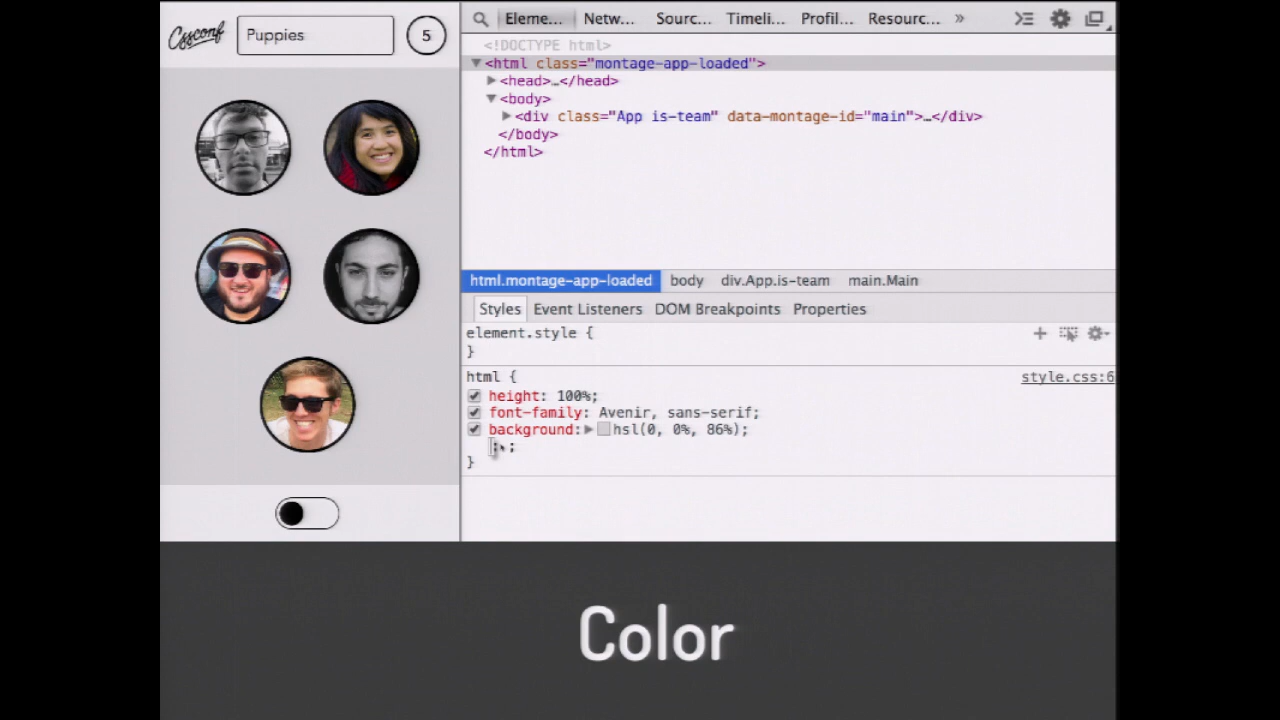 Cssconf
Puppies
5
Eleme... Netw... Sourc... Timeli... Profil... Resourc... »
<!DOCTYPE html>
▼<html class="montage-app-loaded">
▶<head>…</head>
▼<body>
▶<div class="App is-team" data-montage-id="main">…</div>
</body>
</html>
html.montage-app-loaded body div.App.is-team main.Main
Styles Event Listeners DOM Breakpoints Properties
element.style {
}
html { style.css:6
height: 100%;
font-family: Avenir, sans-serif;
background:▶hsl(0, 0%, 86%);
: ;
}
Color